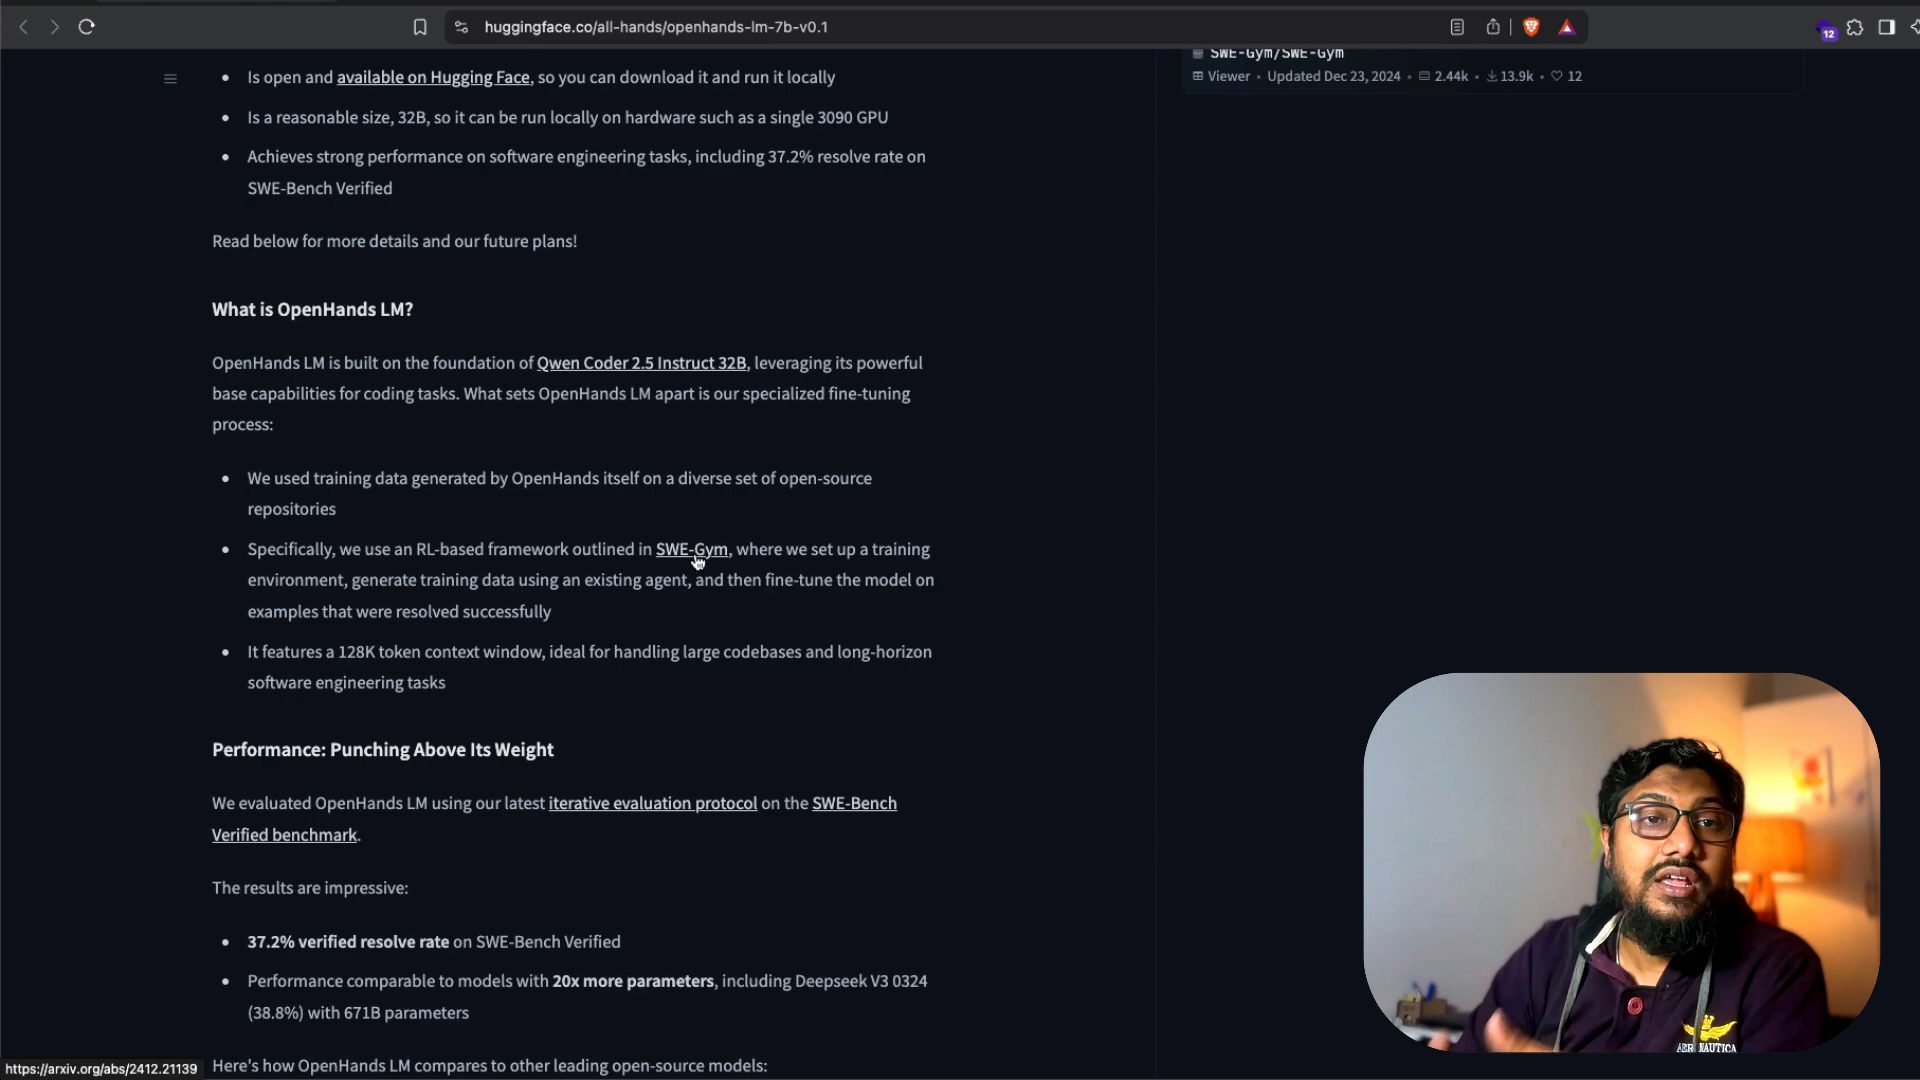 huggingface.co/all-hands/openhands-lm-7b-v0.1
12
SWE-Gym/SWE-Gym
Viewer • Updated Dec 23, 2024 • 2.44k • 13.9k • 12
• Is open and available on Hugging Face, so you can download it and run it locally
• Is a reasonable size, 32B, so it can be run locally on hardware such as a single 3090 GPU
• Achieves strong performance on software engineering tasks, including 37.2% resolve rate on
SWE-Bench Verified
Read below for more details and our future plans!
What is OpenHands LM?
OpenHands LM is built on the foundation of Qwen Coder 2.5 Instruct 32B, leveraging its powerful
base capabilities for coding tasks. What sets OpenHands LM apart is our specialized fine-tuning
process:
• We used training data generated by OpenHands itself on a diverse set of open-source
repositories
• Specifically, we use an RL-based framework outlined in SWE-Gym, where we set up a training
environment, generate training data using an existing agent, and then fine-tune the model on
examples that were resolved successfully
• It features a 128K token context window, ideal for handling large codebases and long-horizon
software engineering tasks
Performance: Punching Above Its Weight
We evaluated OpenHands LM using our latest iterative evaluation protocol on the SWE-Bench
Verified benchmark.
The results are impressive:
• 37.2% verified resolve rate on SWE-Bench Verified
• Performance comparable to models with 20x more parameters, including Deepseek V3 0324
(38.8%) with 671B parameters
Here's how OpenHands LM compares to other leading open-source models:
https://arxiv.org/abs/2412.21139
AERONAUTICA